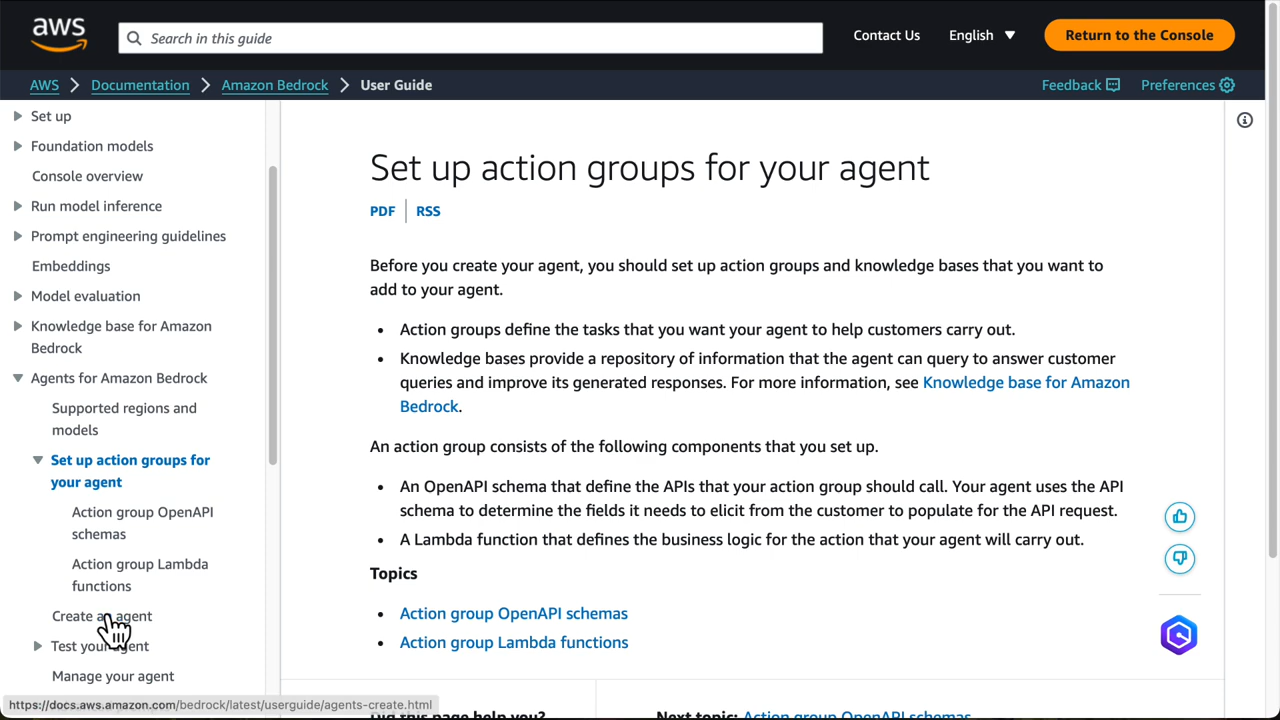 aws
Search in this guide
Contact Us
English
Return to the Console
AWS
Documentation
Amazon Bedrock
User Guide
Feedback
Preferences
Set up
Foundation models
Console overview
Run model inference
Prompt engineering guidelines
Embeddings
Model evaluation
Knowledge base for Amazon
Bedrock
Agents for Amazon Bedrock
Supported regions and
models
Set up action groups for
your agent
Action group OpenAPI
schemas
Action group Lambda
functions
Create an agent
Test your agent
Manage your agent
https://docs.aws.amazon.com/bedrock/latest/userguide/agents-create.html
Set up action groups for your agent
PDF
RSS
Before you create your agent, you should set up action groups and knowledge bases that you want to
add to your agent.
• Action groups define the tasks that you want your agent to help customers carry out.
• Knowledge bases provide a repository of information that the agent can query to answer customer
queries and improve its generated responses. For more information, see Knowledge base for Amazon
Bedrock.
An action group consists of the following components that you set up.
• An OpenAPI schema that define the APIs that your action group should call. Your agent uses the API
schema to determine the fields it needs to elicit from the customer to populate for the API request.
• A Lambda function that defines the business logic for the action that your agent will carry out.
Topics
• Action group OpenAPI schemas
• Action group Lambda functions
Did this page help you?
Next topic: Action group OpenAPI schemas